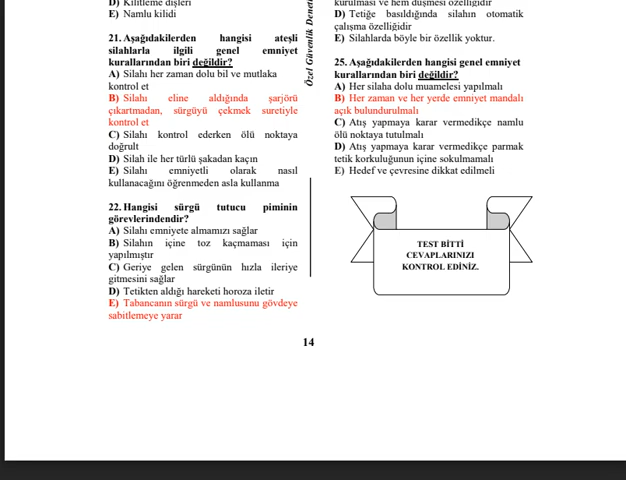 D) Kilitleme dişleri
E) Namlu kilidi
21. Aşağıdakilerden hangisi ateşli
silahlarla ilgili genel emniyet
kurallarından biri değildir?
A) Silahı her zaman dolu bil ve mutlaka
kontrol et
B) Silahı eline aldığında şarjörü
çıkartmadan, sürgüyü çekmek suretiyle
kontrol et
C) Silahı kontrol ederken ölü noktaya
doğrult
D) Silah ile her türlü şakadan kaçın
E) Silahı emniyetli olarak nasıl
kullanacağını öğrenmeden asla kullanma
22. Hangisi sürgü tutucu piminin
görevlerindendir?
A) Silahı emniyete almamızı sağlar
B) Silahın içine toz kaçmaması için
yapılmıştır
C) Geriye gelen sürgünün hızla ileriye
gitmesini sağlar
D) Tetikten aldığı hareketi horoza iletir
E) Tabancanın sürgü ve namlusunu gövdeye
sabitlemeye yarar
Özel Güvenlik Deneti
kurulması ve hem düşmesi özelliğidir
D) Tetiğe basıldığında silahın otomatik
çalışma özelliğidir
E) Silahlarda böyle bir özellik yoktur.
25. Aşağıdakilerden hangisi genel emniyet
kurallarından biri değildir?
A) Her silaha dolu muamelesi yapılmalı
B) Her zaman ve her yerde emniyet mandalı
açık bulundurulmalı
C) Atış yapmaya karar vermedikçe namlu
ölü noktaya tutulmalı
D) Atış yapmaya karar vermedikçe parmak
tetik korkuluğunun içine sokulmamalı
E) Hedef ve çevresine dikkat edilmeli
TEST BİTTİ
CEVAPLARINIZI
KONTROL EDİNİZ.
14